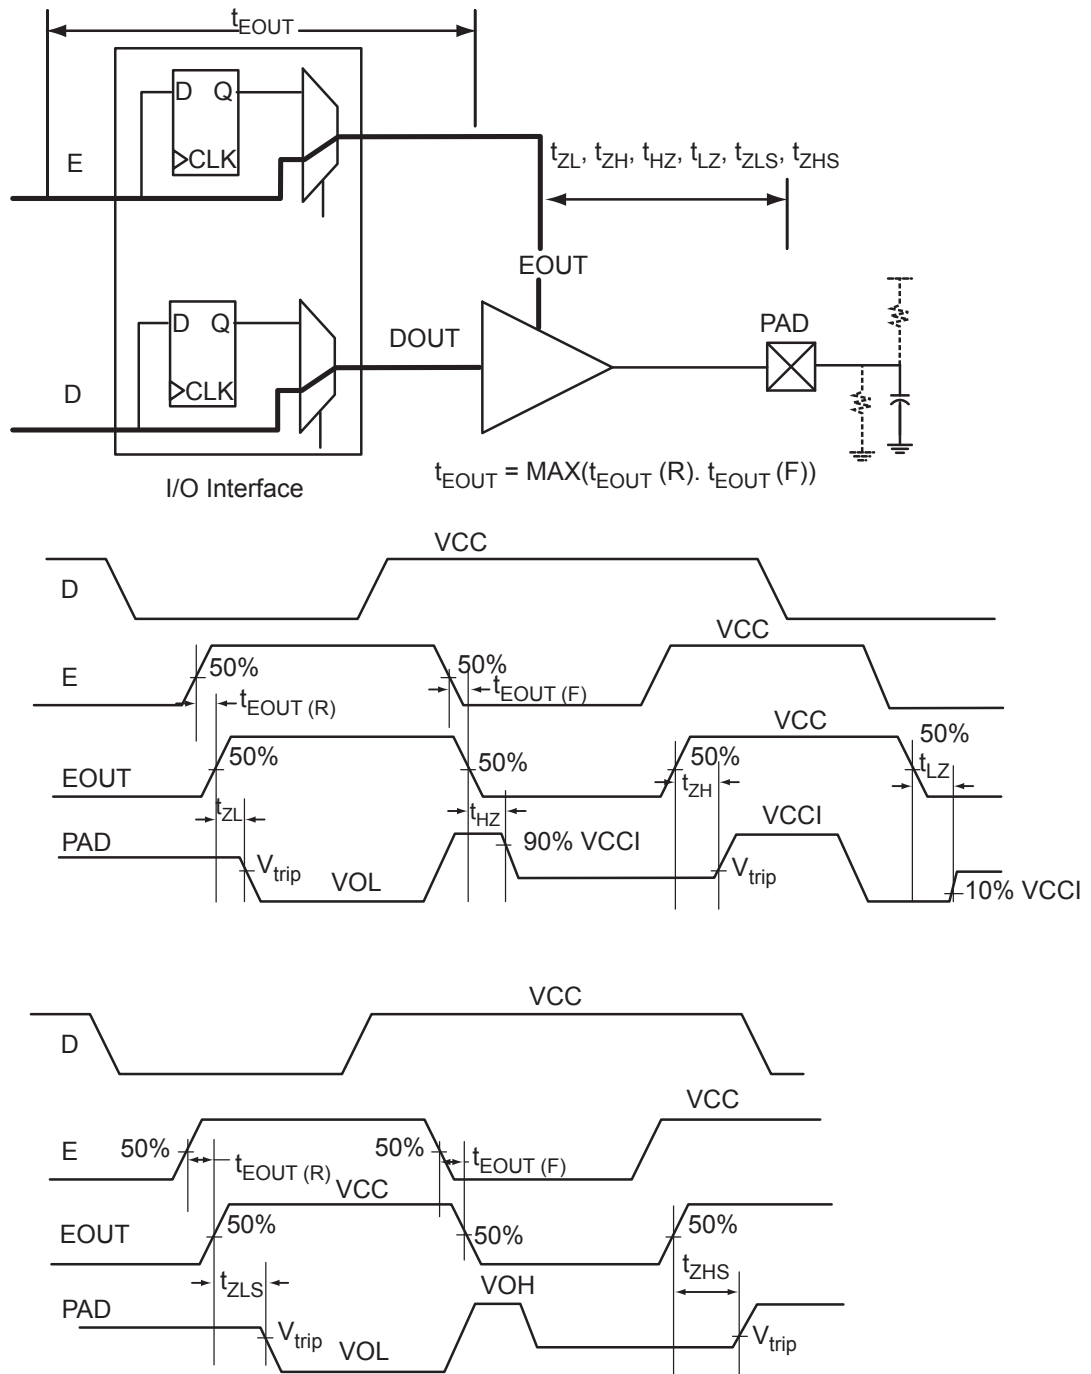 tEOUT
D Q
CLK
E
tZL, tZH, tHZ, tLZ, tZLS, tZHS
EOUT
D Q
CLK
DOUT
PAD
D
tEOUT = MAX(tEOUT (R). tEOUT (F))
I/O Interface
VCC
D
VCC
E
50%
50%
tEOUT (R)
tEOUT (F)
VCC
50%
EOUT
50%
50%
50%
tZL
tHZ
tZH
tLZ
PAD
Vtrip
VOL
90% VCCI
VCCI
Vtrip
10% VCCI
VCC
D
VCC
E
50%
50%
tEOUT (R)
tEOUT (F)
VCC
EOUT
50%
50%
50%
tZLS
VOH
tZHS
PAD
Vtrip
VOL
Vtrip